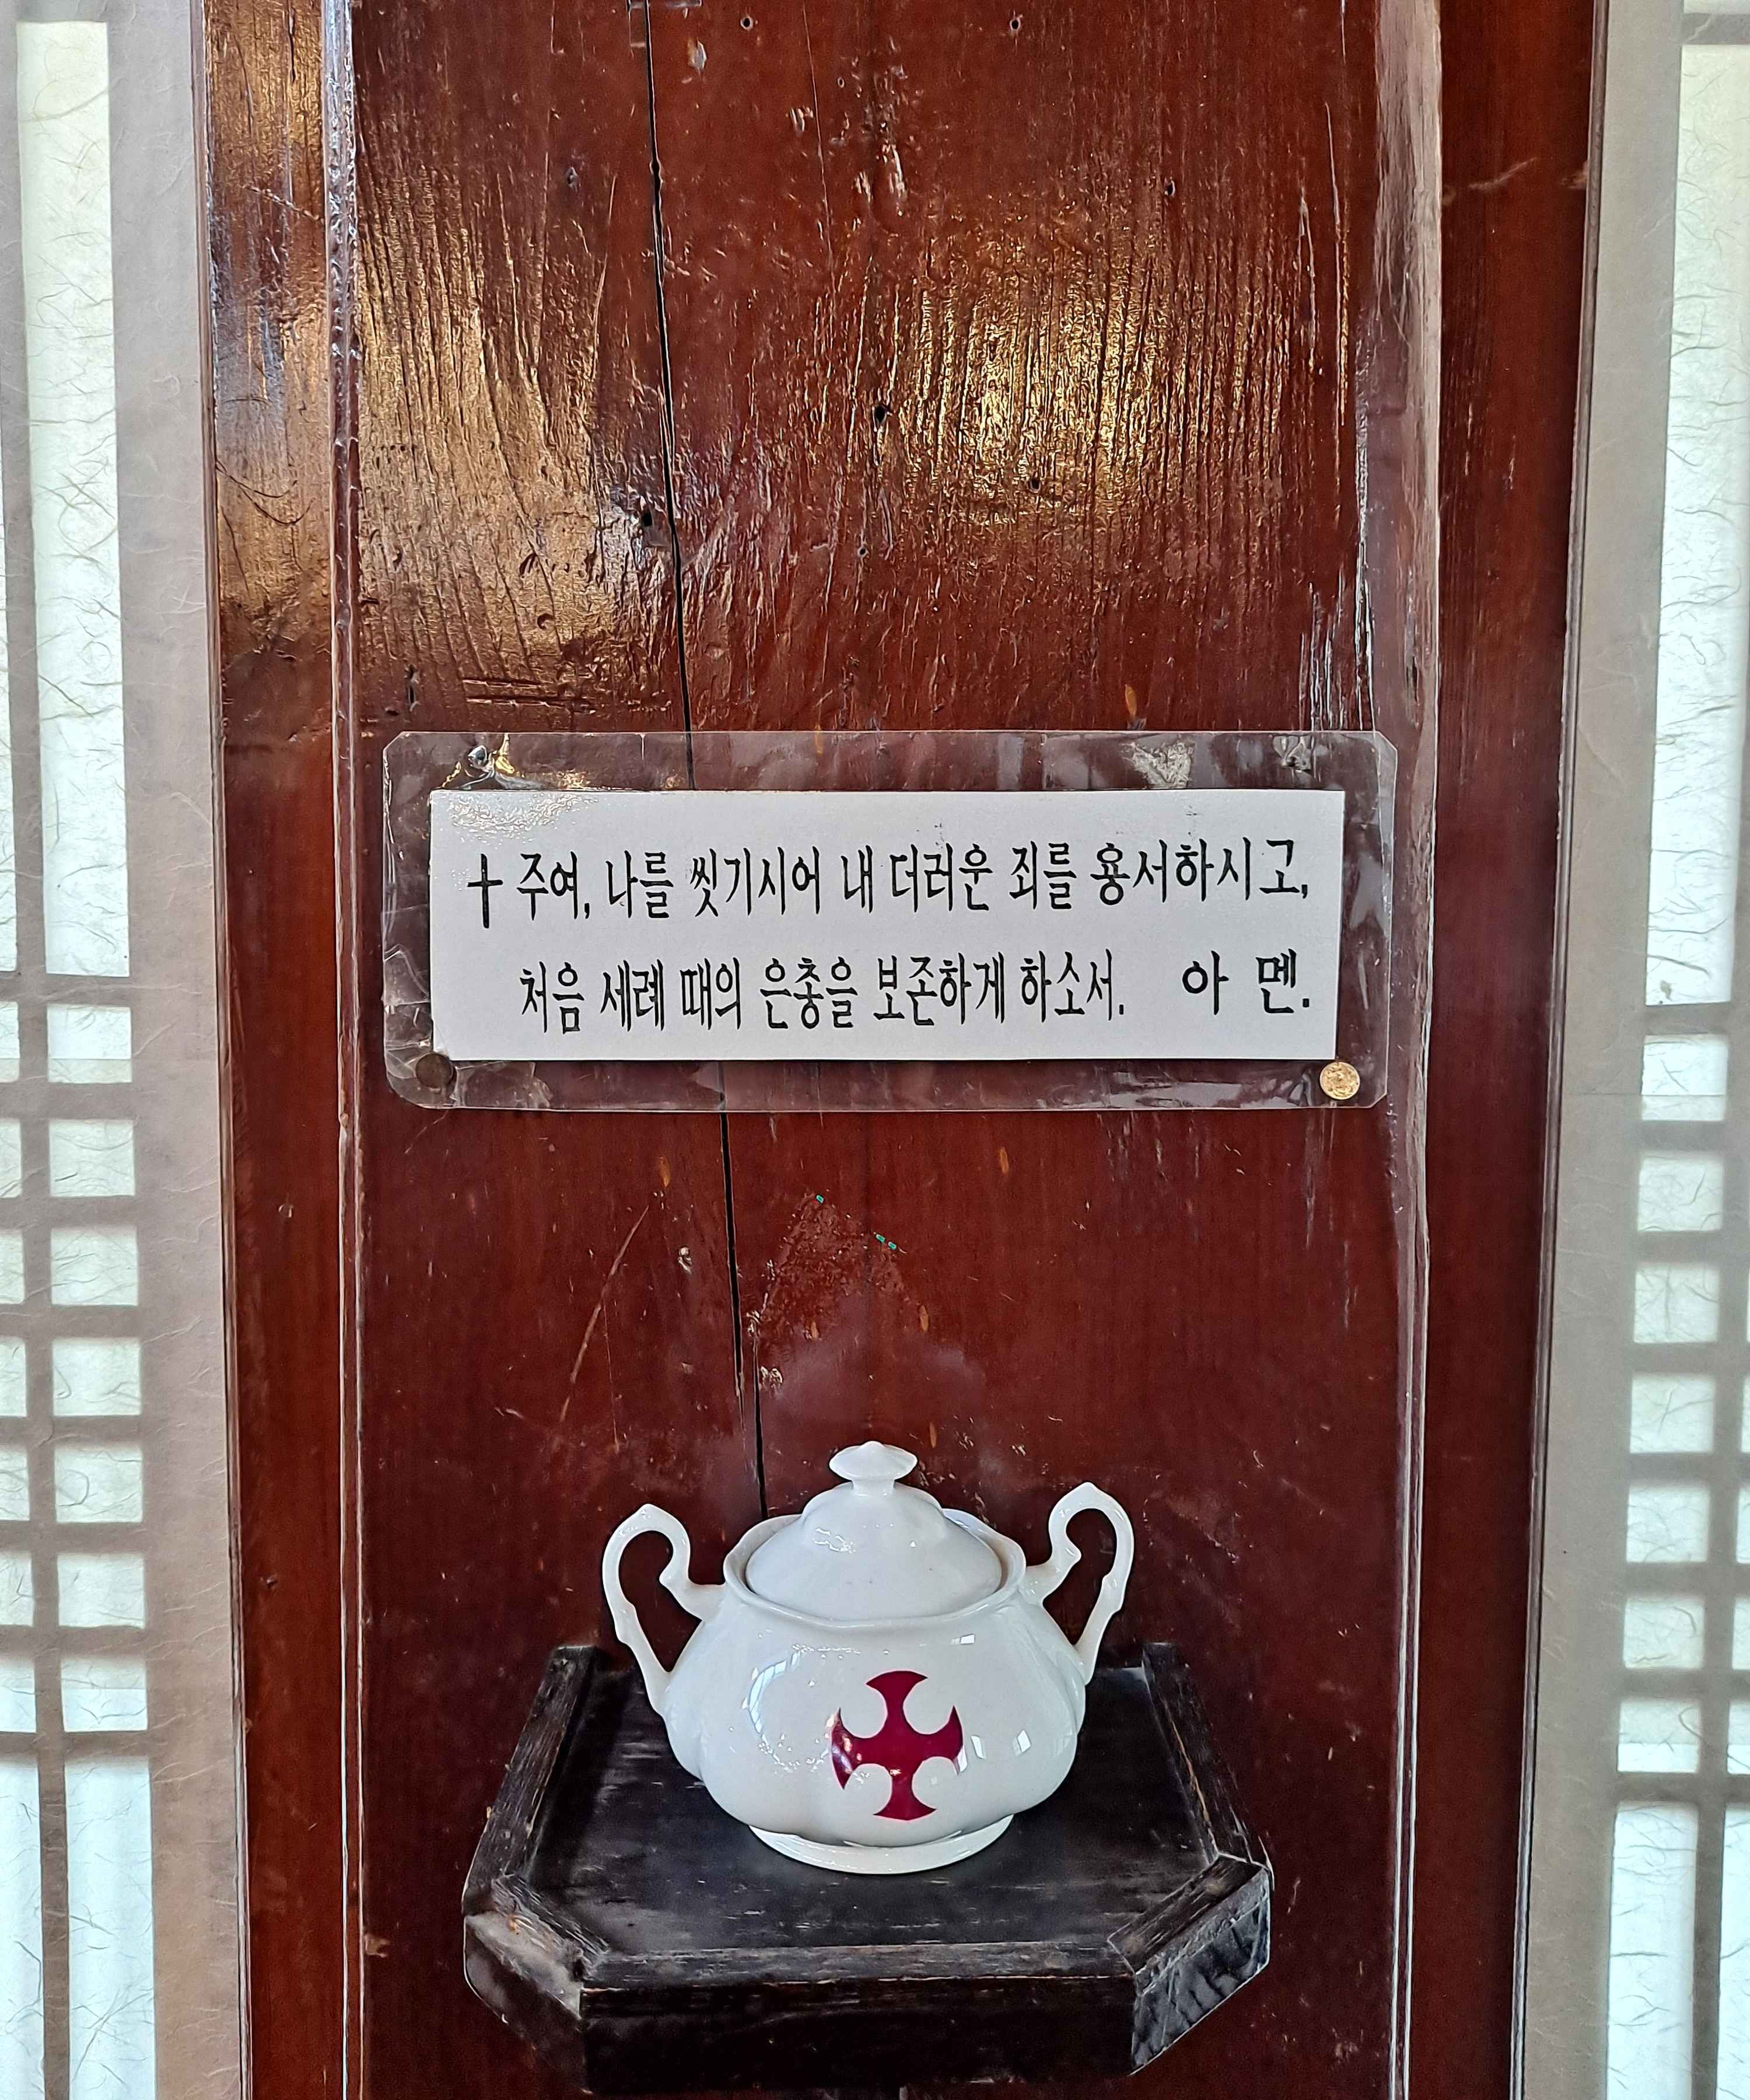 ✝ 주여, 나를 씻기시어 내 더러운 죄를 용서하시고,
처음 세례 때의 은총을 보존하게 하소서. 아 멘.